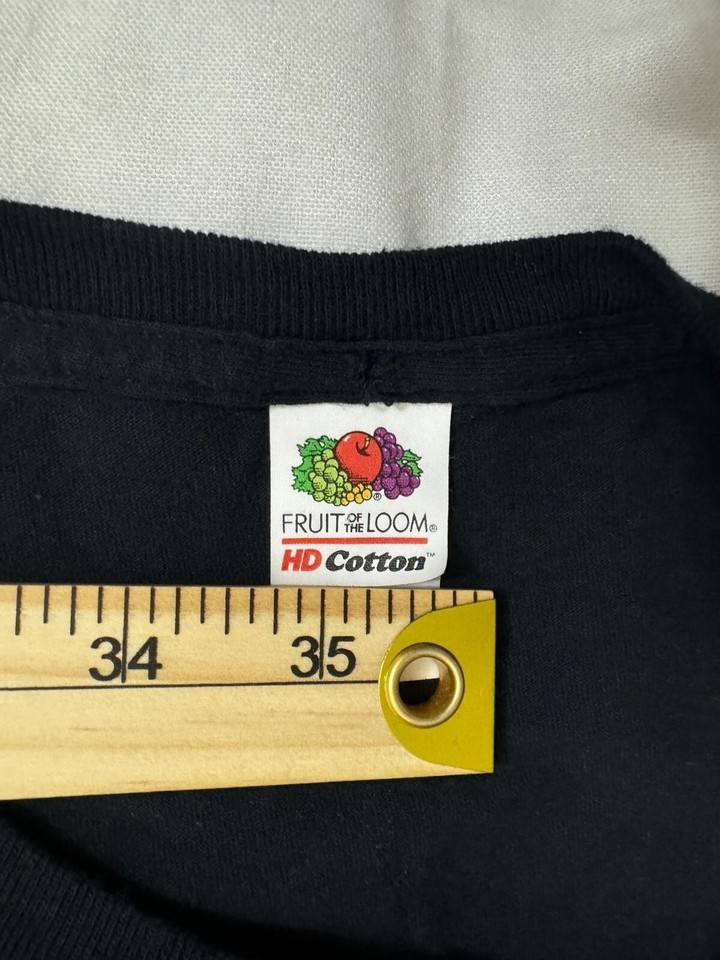 FRUIT OF THE LOOM®
HD Cotton™
34 35